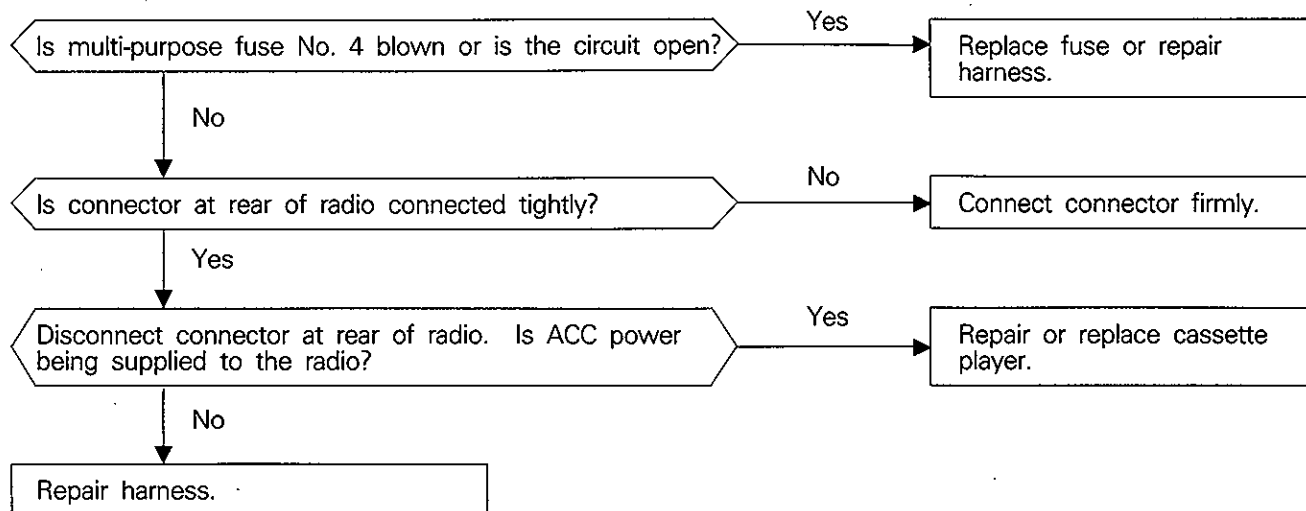 Is multi-purpose fuse No. 4 blown or is the circuit open?
Yes
Replace fuse or repair
harness.
No
Is connector at rear of radio connected tightly?
No
Connect connector firmly.
Yes
Disconnect connector at rear of radio. Is ACC power
being supplied to the radio?
Yes
Repair or replace cassette
player.
No
Repair harness.